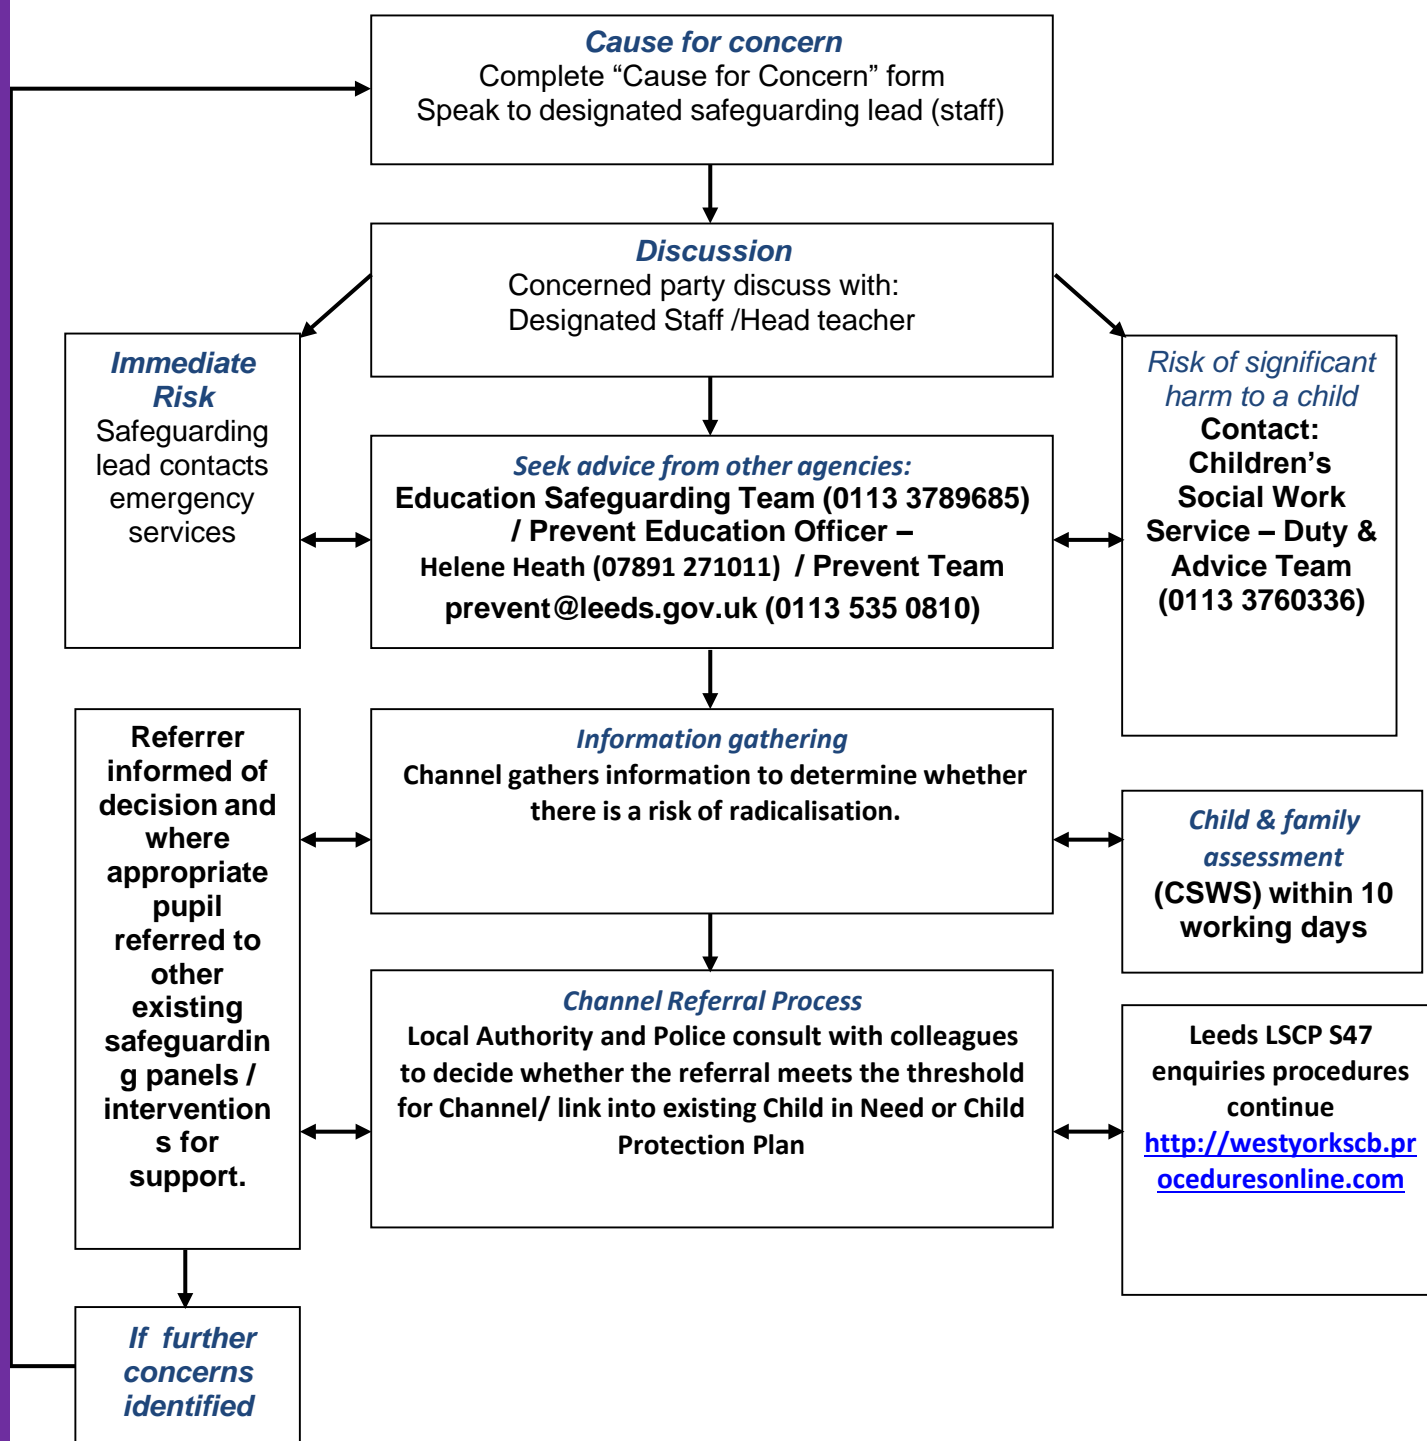 Cause for concern
Complete “Cause for Concern” form
Speak to designated safeguarding lead (staff)
Discussion
Concerned party discuss with:
Designated Staff /Head teacher
Immediate
Risk
Safeguarding
lead contacts
emergency
services
Seek advice from other agencies:
Education Safeguarding Team (0113 3789685)
/ Prevent Education Officer –
Helene Heath (07891 271011)  / Prevent Team
prevent@leeds.gov.uk (0113 535 0810)
Risk of significant
harm to a child
Contact:
Children’s
Social Work
Service – Duty &
Advice Team
(0113 3760336)
Referrer
informed of
decision and
where
appropriate
pupil
referred to
other
existing
safeguardin
g panels /
intervention
s for
support.
Information gathering
Channel gathers information to determine whether
there is a risk of radicalisation.
Child & family
assessment
(CSWS) within 10
working days
Channel Referral Process
Local Authority and Police consult with colleagues
to decide whether the referral meets the threshold
for Channel/ link into existing Child in Need or Child
Protection Plan
Leeds LSCP S47
enquiries procedures
continue
http://westyorkscb.pr
oceduresonline.com
If  further
concerns
identified